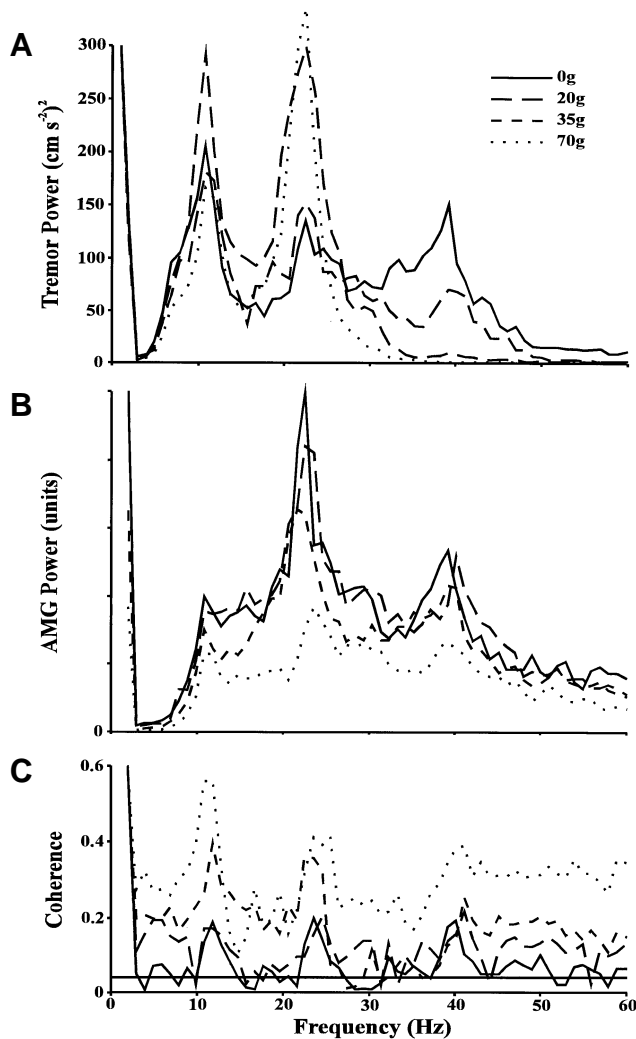 A
Tremor Power (cm s⁻²)²
300
250
200
150
100
50
0
0g
20g
35g
70g
B
AMG Power (units)
0
C
Coherence
0.6
0.4
0.2
0
0
10
20
30
40
50
60
Frequency (Hz)